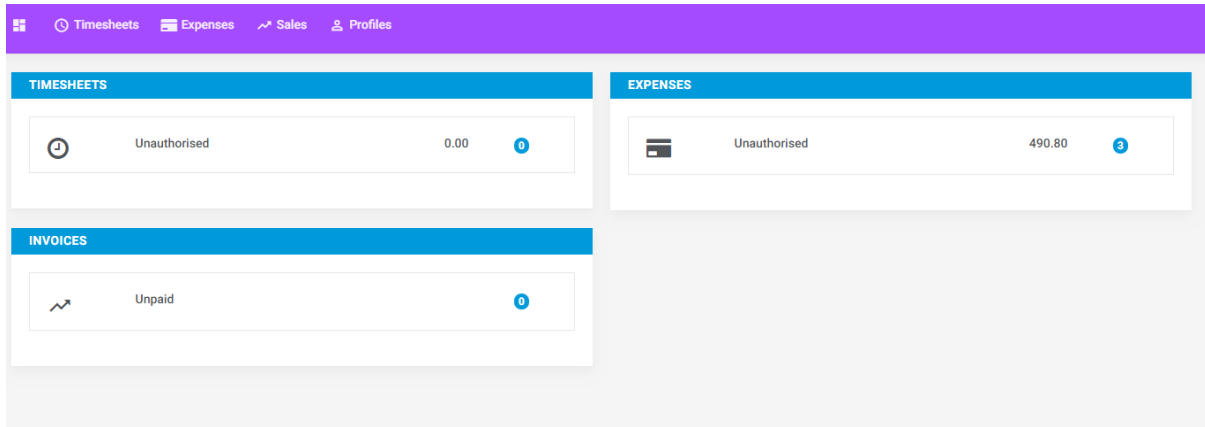 Timesheets Expenses Sales Profiles
TIMESHEETS
Unauthorised 0.00 0
EXPENSES
Unauthorised 490.80 3
INVOICES
Unpaid 0